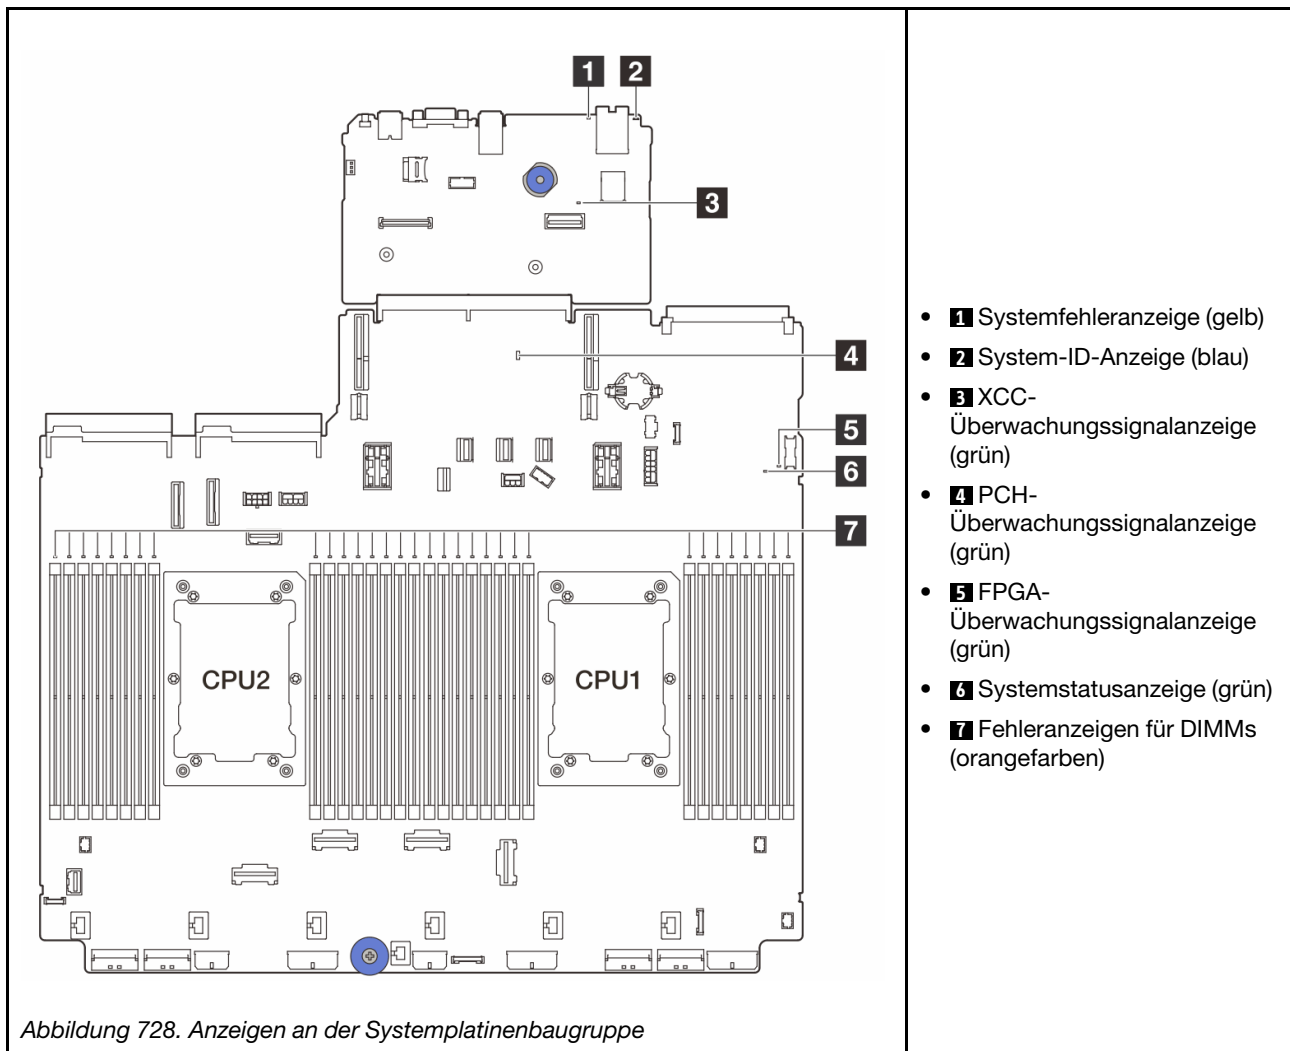 1 2
3
4
5
6
7
CPU2 CPU1
Abbildung 728. Anzeigen an der Systemplatinenbaugruppe
• 1 Systemfehleranzeige (gelb)
• 2 System-ID-Anzeige (blau)
• 3 XCC-
Überwachungssignalanzeige
(grün)
• 4 PCH-
Überwachungssignalanzeige
(grün)
• 5 FPGA-
Überwachungssignalanzeige
(grün)
• 6 Systemstatusanzeige (grün)
• 7 Fehleranzeigen für DIMMs
(orangefarben)